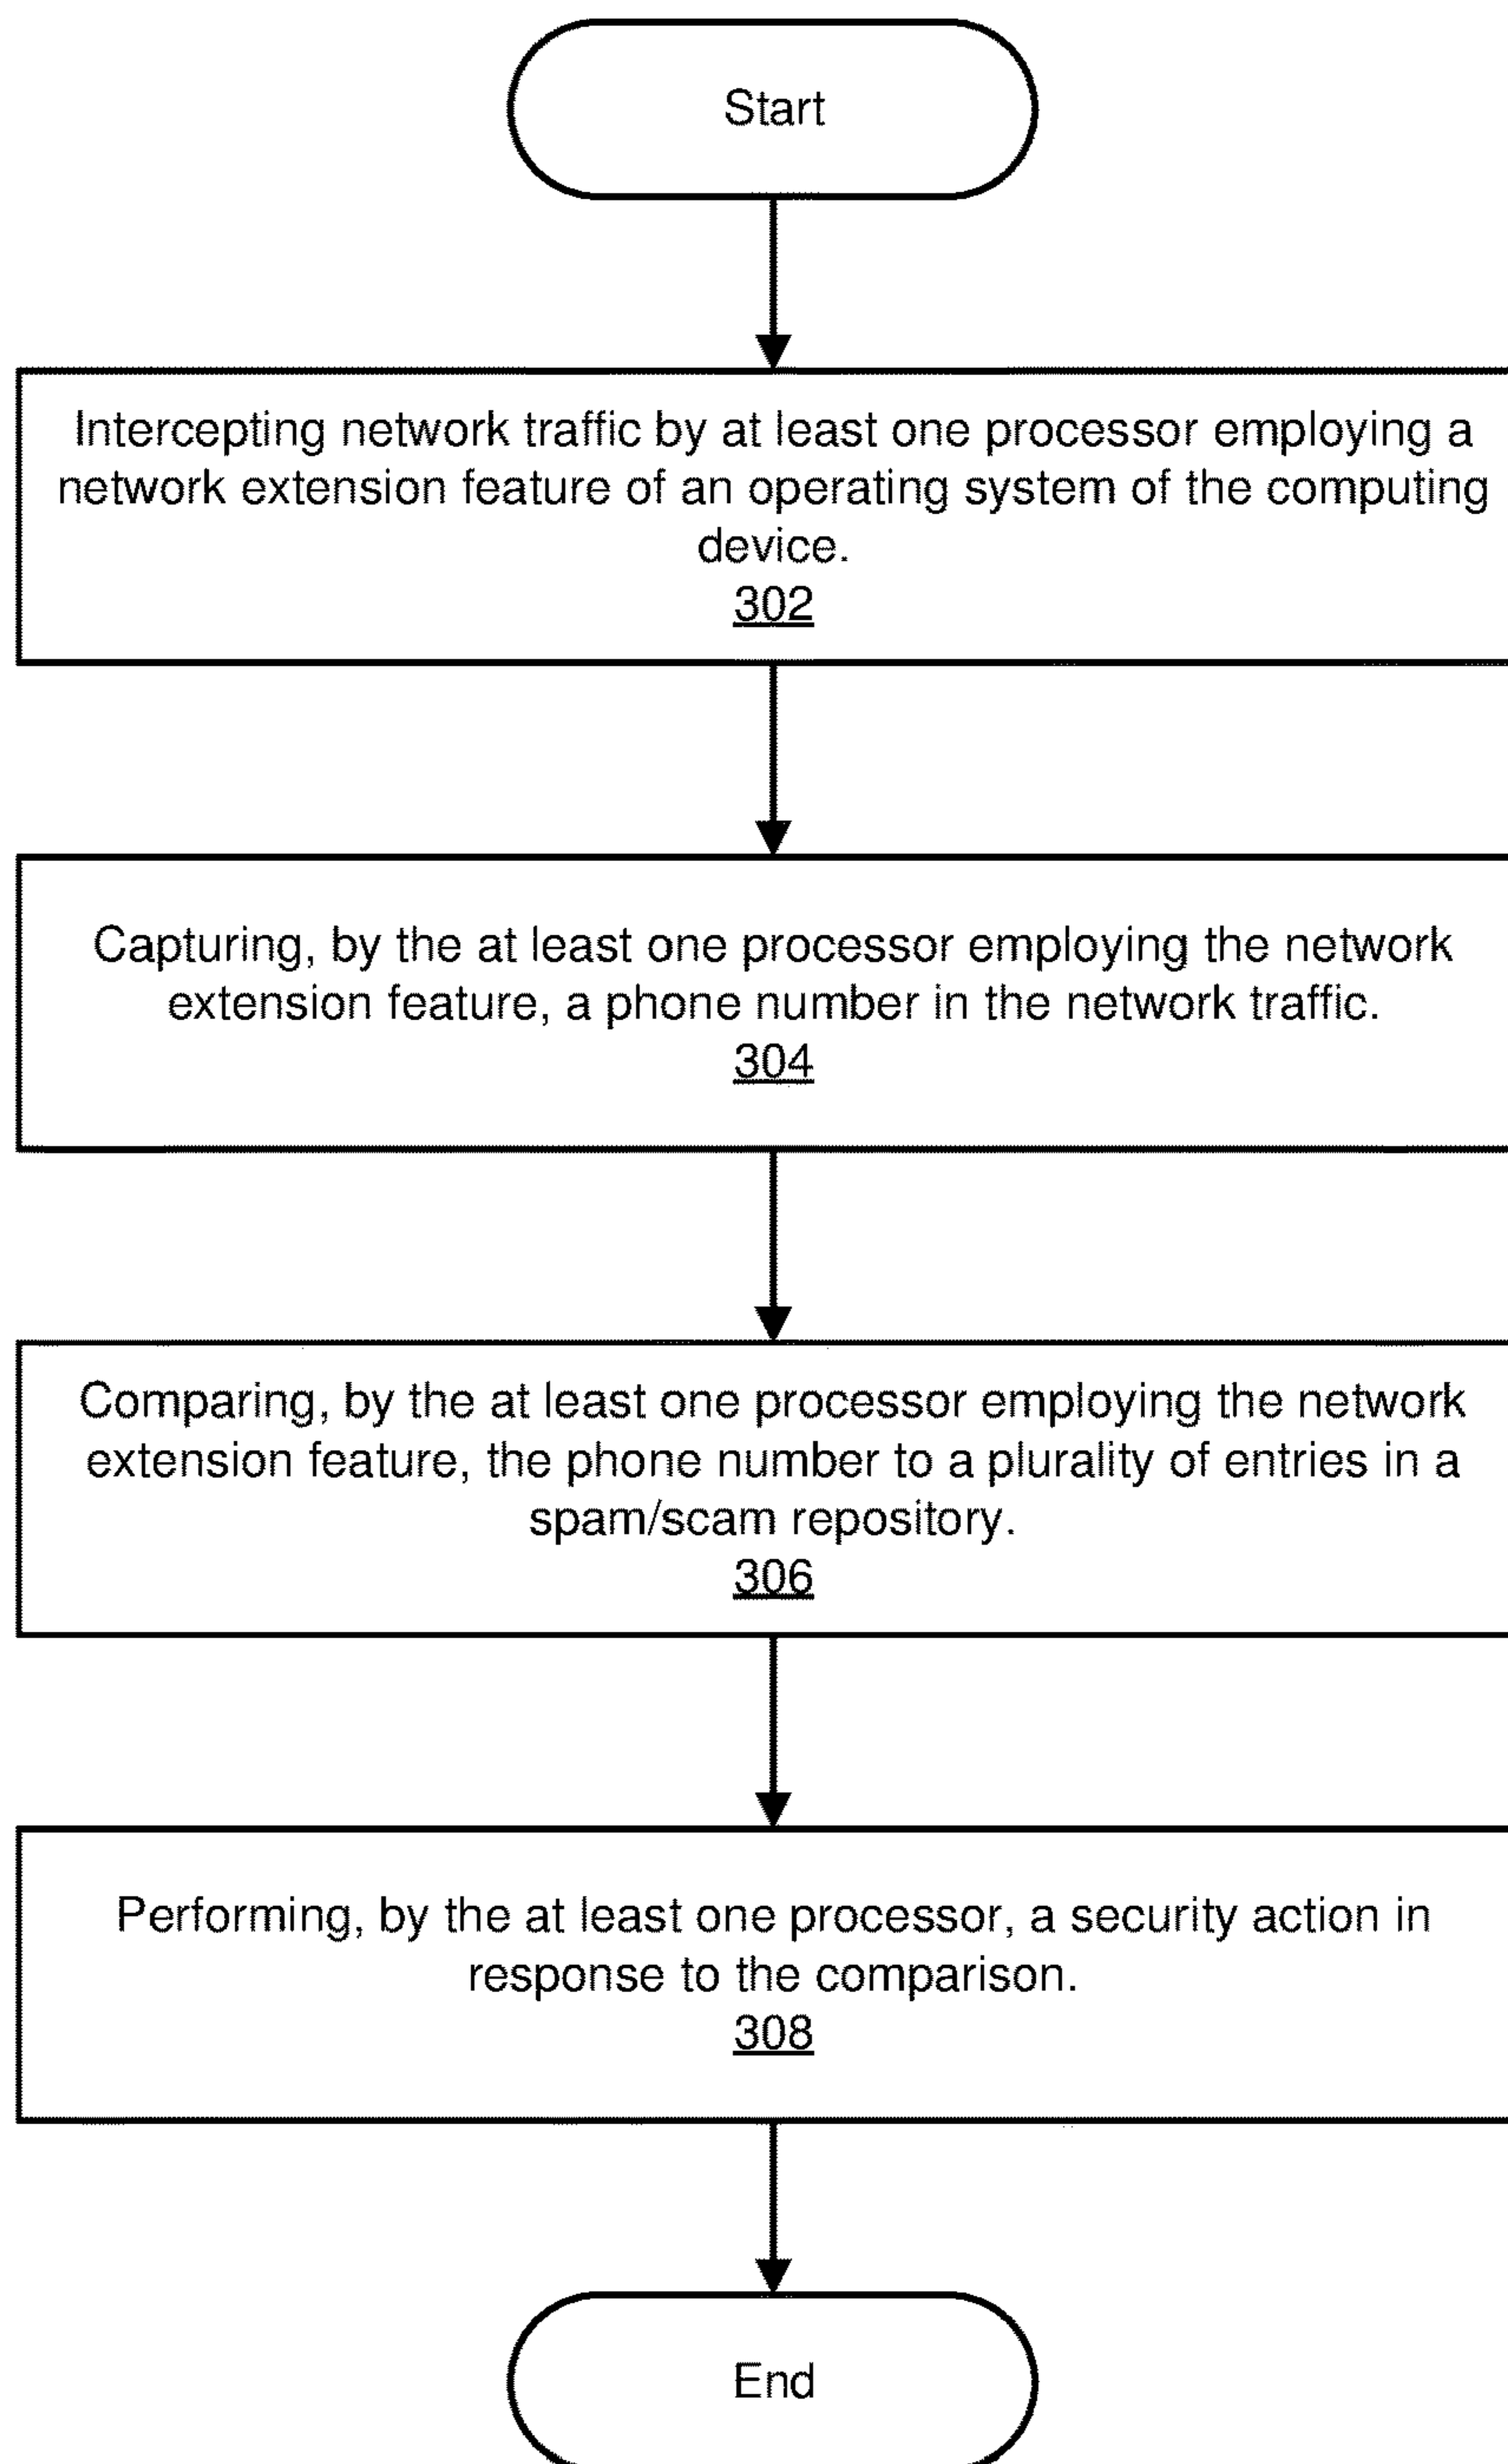 Start
Intercepting network traffic by at least one processor employing a
network extension feature of an operating system of the computing
device.
302
Capturing, by the at least one processor employing the network
extension feature, a phone number in the network traffic.
304
Comparing, by the at least one processor employing the network
extension feature, the phone number to a plurality of entries in a
spam/scam repository.
306
Performing, by the at least one processor, a security action in
response to the comparison.
308
End